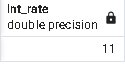 Int_rate
double precision
11